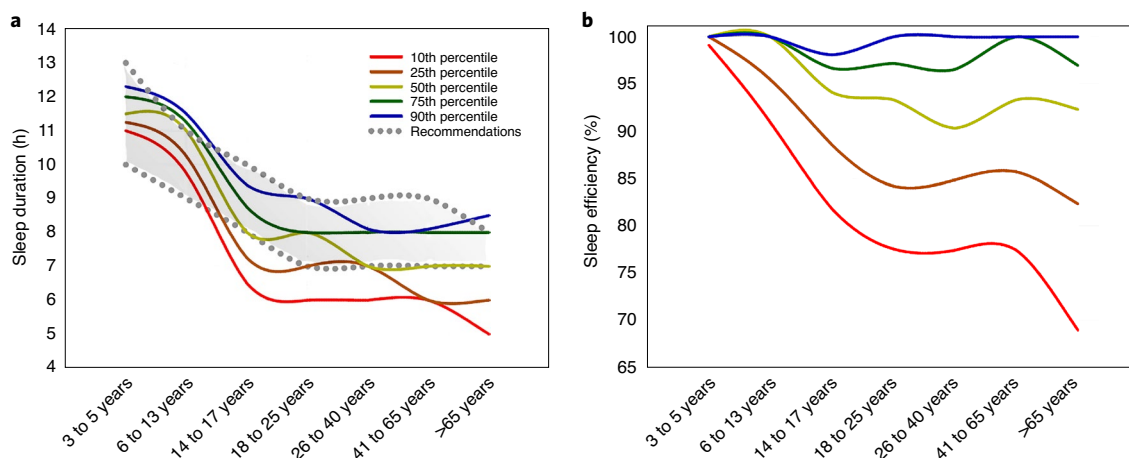 a
14
13
12
11
10
9
8
7
6
5
4
Sleep duration (h)
10th percentile
25th percentile
50th percentile
75th percentile
90th percentile
Recommendations
3 to 5 years
6 to 13 years
14 to 17 years
18 to 25 years
26 to 40 years
41 to 65 years
>65 years
b
100
95
90
85
80
75
70
65
Sleep efficiency (%)
3 to 5 years
6 to 13 years
14 to 17 years
18 to 25 years
26 to 40 years
41 to 65 years
>65 years